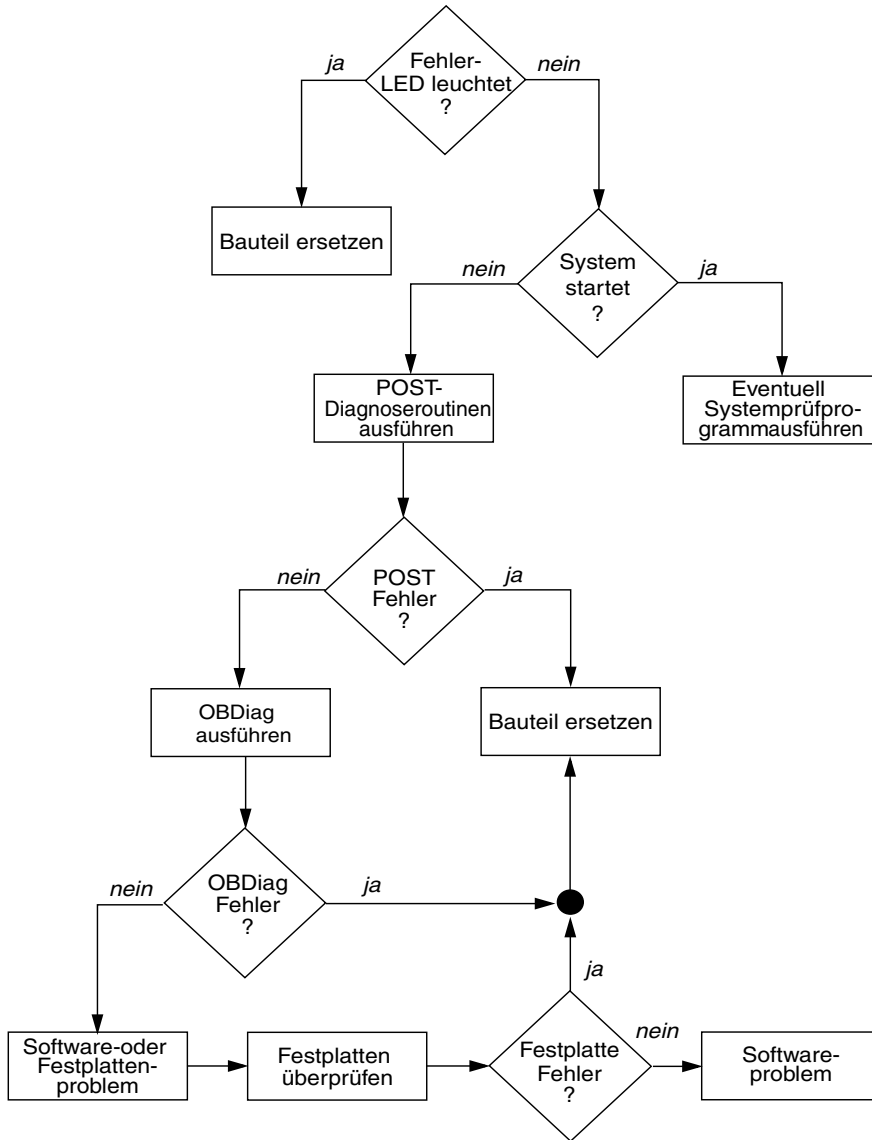 ja
Fehler-
LED leuchtet
?
nein
Bauteil ersetzen
nein
System
startet
?
ja
POST-
Diagnoseroutinen
ausführen
Eventuell
Systemprüfpro-
grammausführen
nein
POST
Fehler
?
ja
OBDiag
ausführen
Bauteil ersetzen
nein
OBDiag
Fehler
?
ja
ja
Software-oder
Festplatten-
problem
Festplatten
überprüfen
Festplatte
Fehler
?
nein
Software-
problem